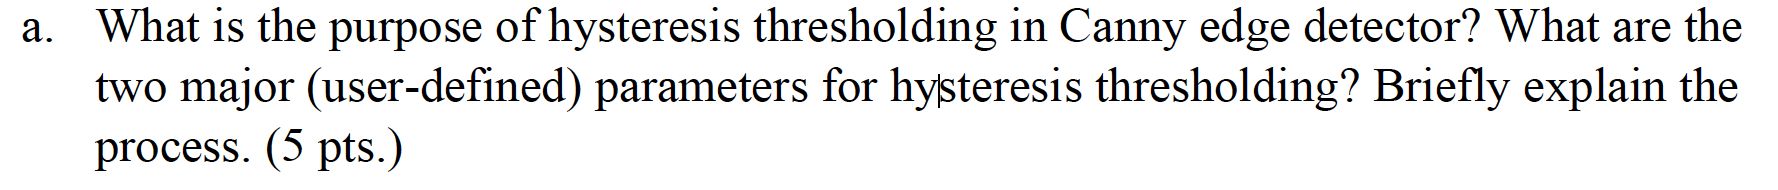 a. What is the purpose of hysteresis thresholding in Canny edge detector? What are the
two major (user-defined) parameters for hysteresis thresholding? Briefly explain the
process. (5 pts.)